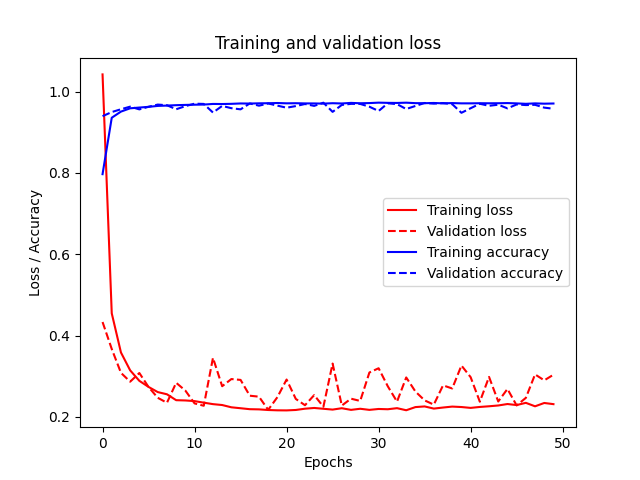 Training and validation loss
1.0
0.8
0.6
0.4
0.2
Loss / Accuracy
Training loss
Validation loss
Training accuracy
Validation accuracy
0 10 20 30 40 50
Epochs